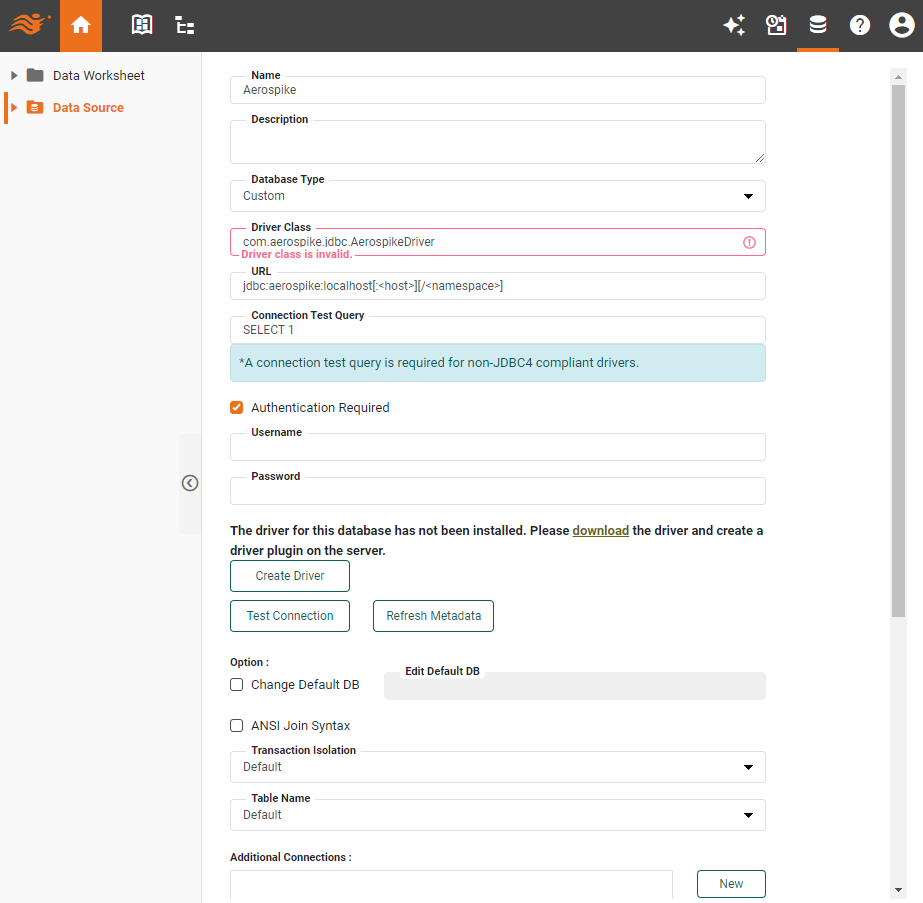 Data Worksheet
Data Source
Name
Aerospike
Description
Database Type
Custom
Driver Class
com.aerospike.jdbc.AerospikeDriver
Driver class is invalid.
URL
jdbc:aerospike:localhost[:<host>][/<namespace>]
Connection Test Query
SELECT 1
*A connection test query is required for non-JDBC4 compliant drivers.
Authentication Required
Username
Password
The driver for this database has not been installed. Please download the driver and create a
driver plugin on the server.
Create Driver
Test Connection Refresh Metadata
Option :
Edit Default DB
Change Default DB
ANSI Join Syntax
Transaction Isolation
Default
Table Name
Default
Additional Connections :
New